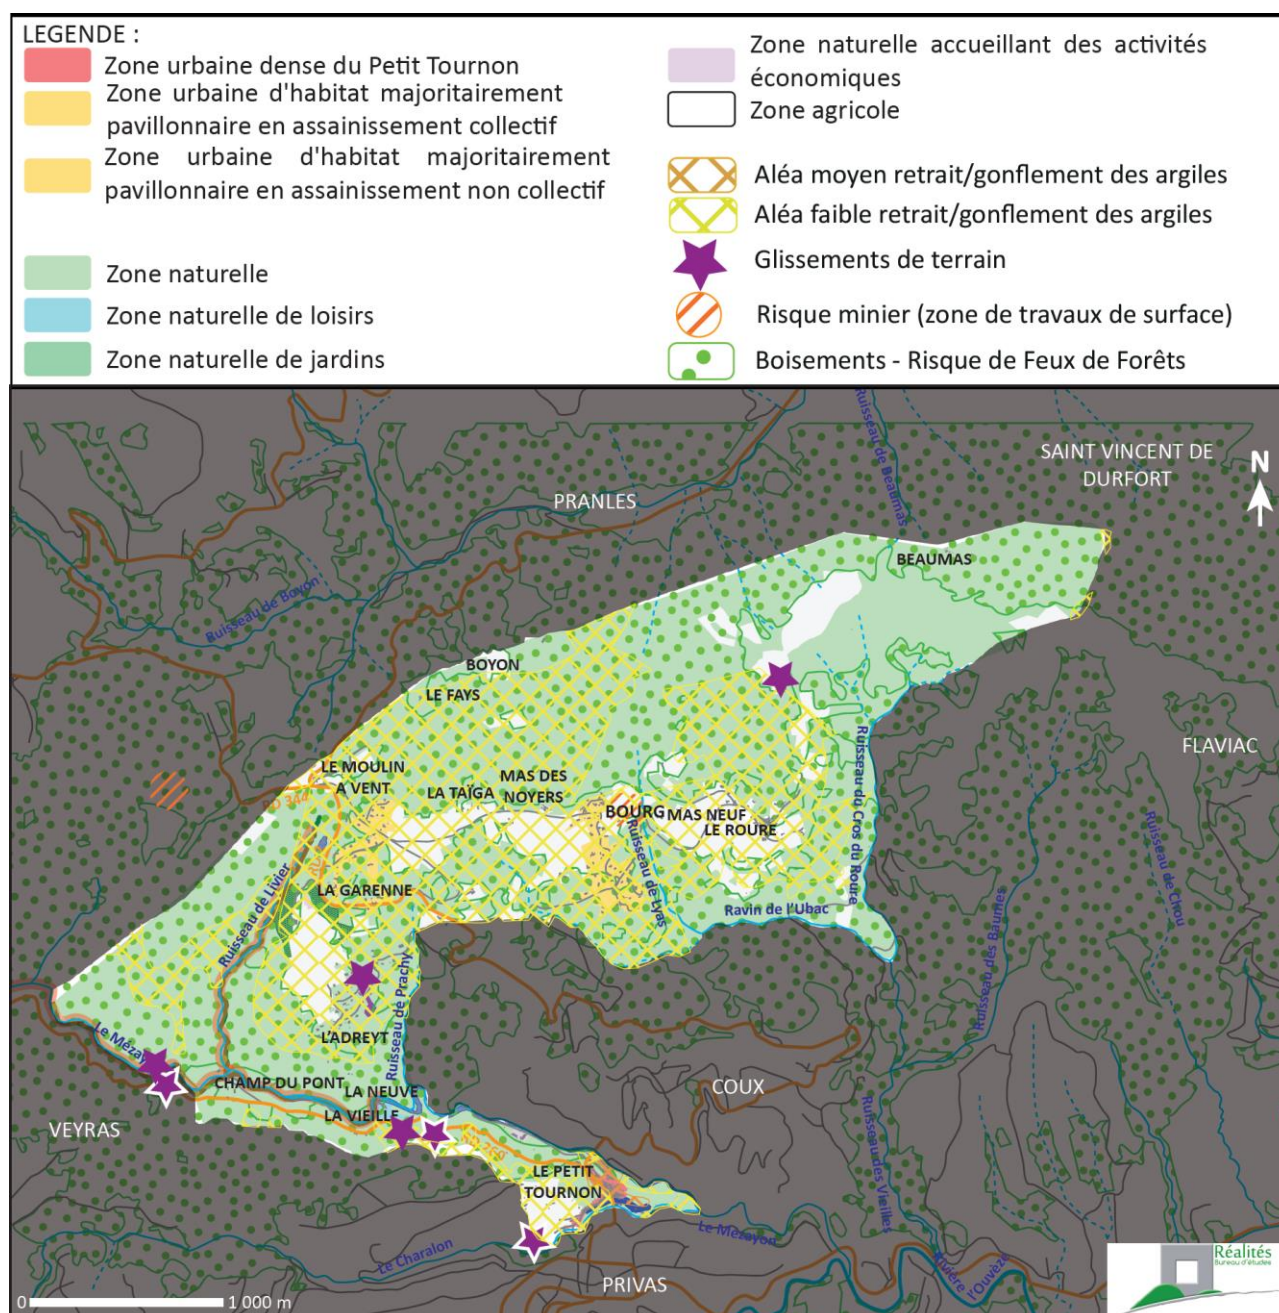 LEGENDE :
Zone urbaine dense du Petit Tournon
Zone urbaine d'habitat majoritairement
pavillonnaire en assainissement collectif
Zone urbaine d'habitat majoritairement
pavillonnaire en assainissement non collectif
Zone naturelle
Zone naturelle de loisirs
Zone naturelle de jardins
Zone naturelle accueillant des activités
économiques
Zone agricole
Aléa moyen retrait/gonflement des argiles
Aléa faible retrait/gonflement des argiles
Glissements de terrain
Risque minier (zone de travaux de surface)
Boisements - Risque de Feux de Forêts
SAINT VINCENT DE
DURFORT
N
PRANLES
Ruisseau de Beaumas
BEAUMAS
Ruisseau de Boyon
BOYON
LE FAYS
FLAVIAC
LE MOULIN
A VENT
RD 344
LA TAÏGA
MAS DES
NOYERS
BOURG
MAS NEUF
LE ROURE
Ruisseau du Cros du Roure
Ruisseau de Lyas
Ruisseau de Chou
LA GARENNE
Ruisseau de Livier
Ravin de l'Ubac
Ruisseau des Baumes
Ruisseau de Prachy
L'ADREYT
Le Mézay
CHAMP DU PONT
LA NEUVE
LA VIEILLE
COUX
VEYRAS
RD 260
LE PETIT
TOURNON
Ruisseau des Vieilles
Le Mézayon
Le Charalon
Rivière l'Ouvèze
PRIVAS
0
1 000 m
Réalités
Bureau d'études